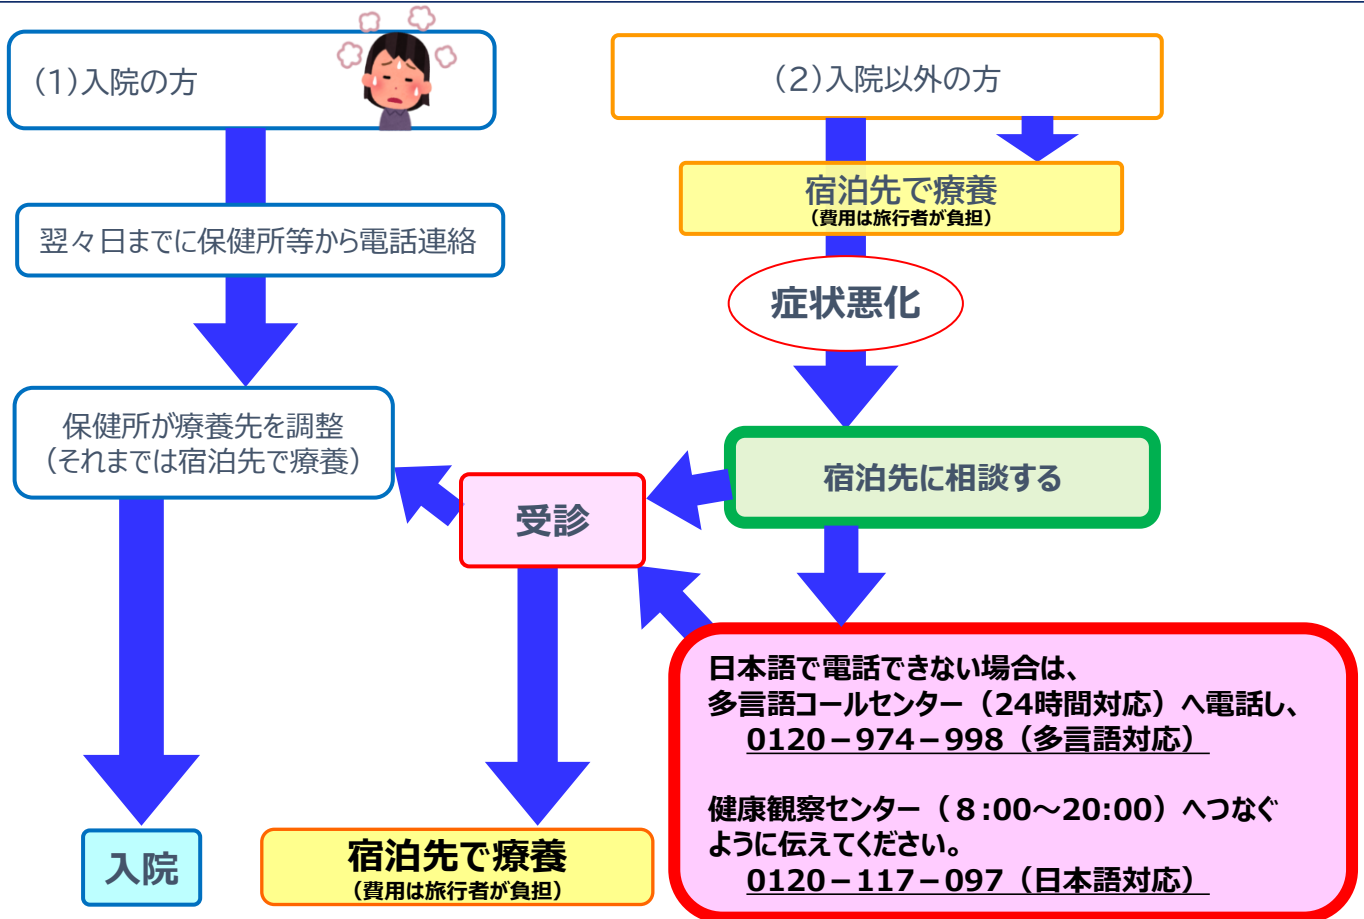 (1)入院の方
(2)入院以外の方
宿泊先で療養
(費用は旅行者が負担)
翌々日までに保健所等から電話連絡
症状悪化
保健所が療養先を調整
(それまでは宿泊先で療養)
宿泊先に相談する
受診
日本語で電話できない場合は、
多言語コールセンター(24時間対応)へ電話し、
0120-974-998(多言語対応)
健康観察センター(8:00~20:00)へつなぐ
ように伝えてください。
0120-117-097(日本語対応)
入院
宿泊先で療養
(費用は旅行者が負担)